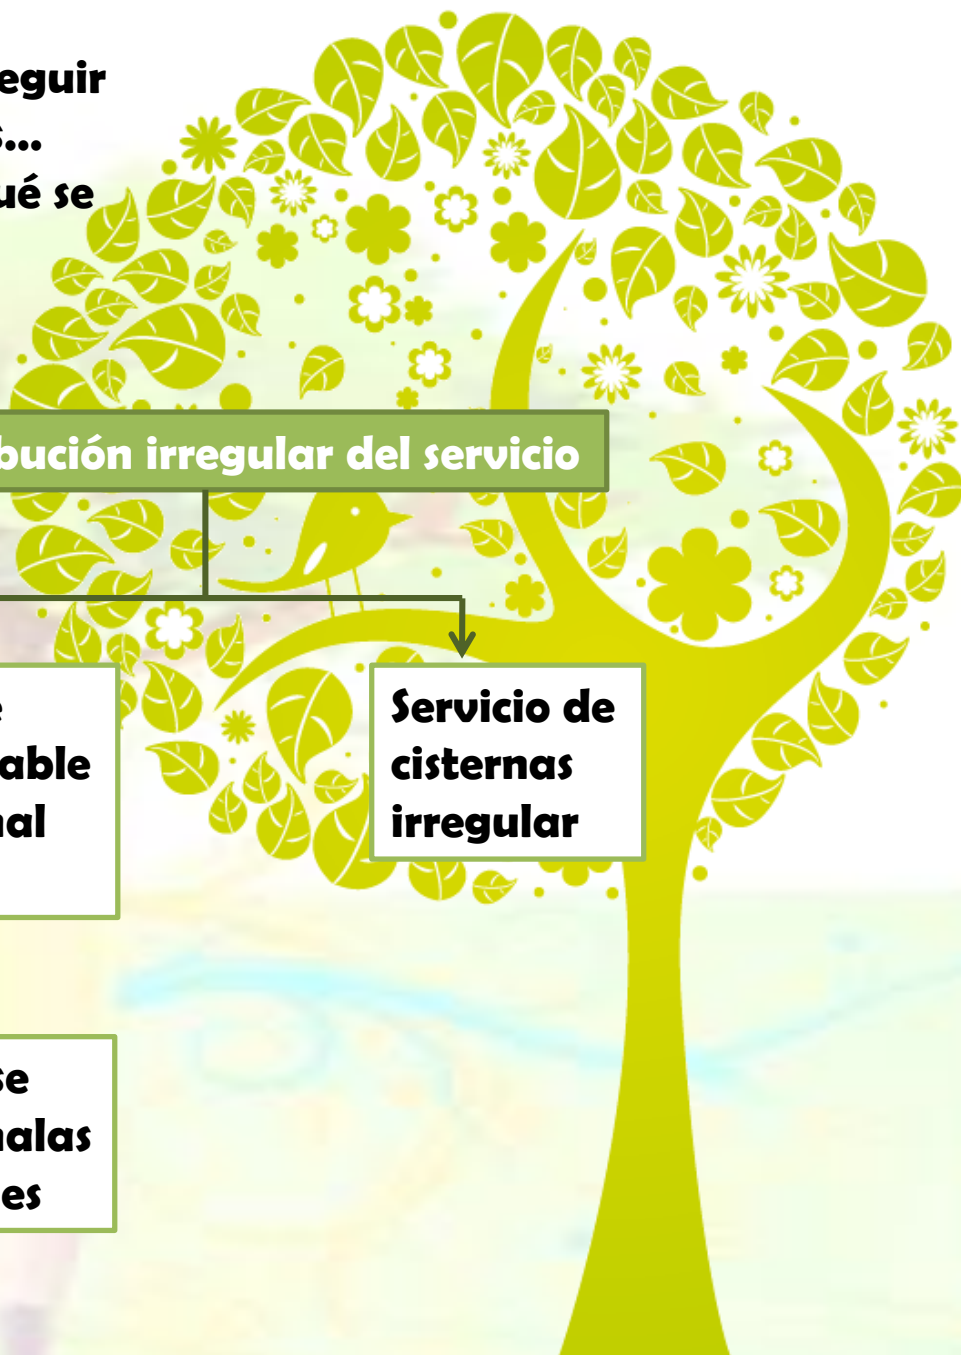 eguir
s...
ué se
bución irregular del servicio
e
able
nal
Servicio de
cisternas
irregular
se
nalas
es